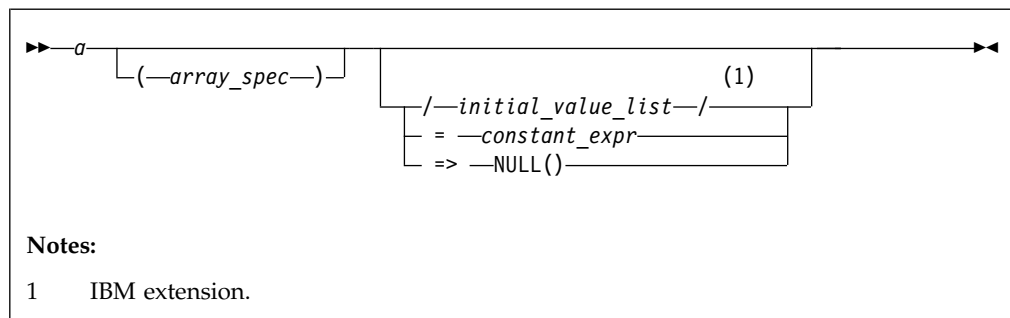 a
(array_spec)
(1)
/initial_value_list/
= constant_expr
=> NULL()
Notes:
1 IBM extension.